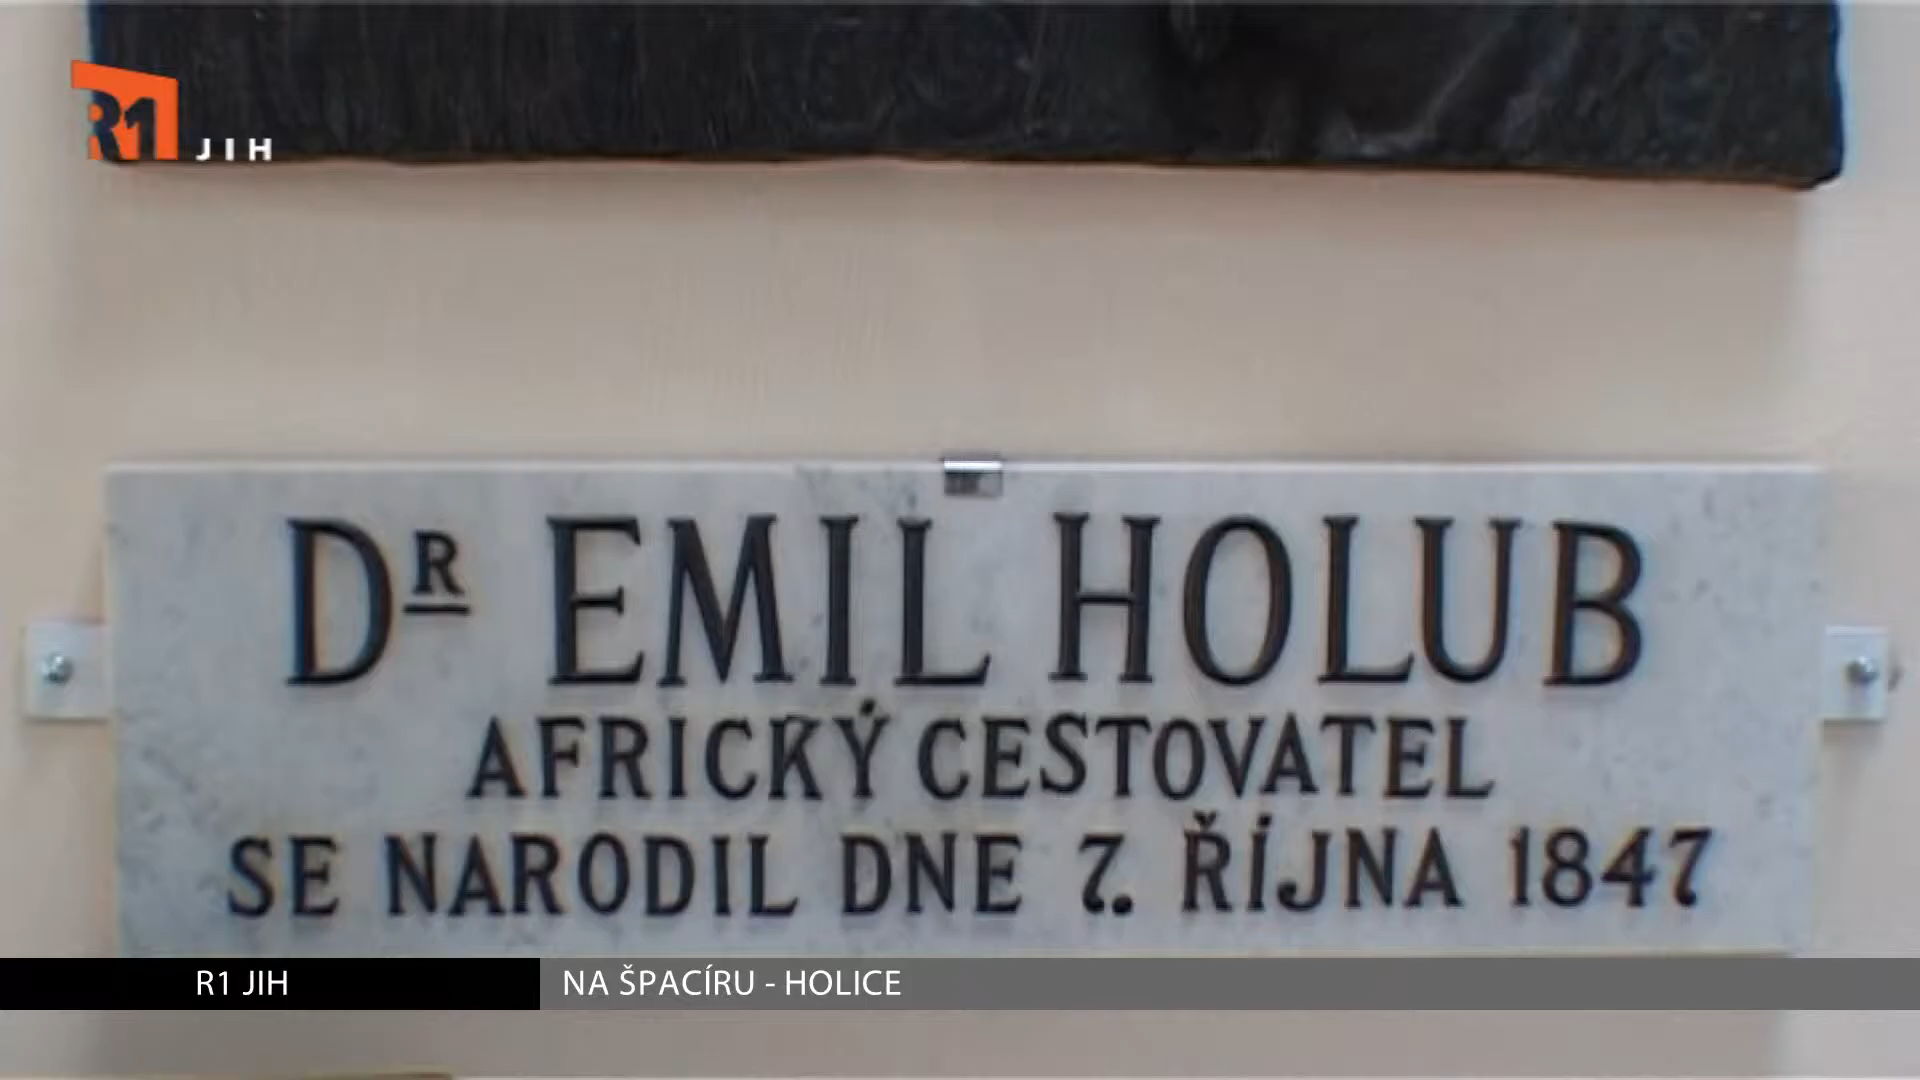 R1 JIH
DR EMIL HOLUB
AFRICKÝ CESTOVATEL
SE NARODIL DNE 7. ŘÍJNA 1847
R1 JIH
NA ŠPACÍRU - HOLICE